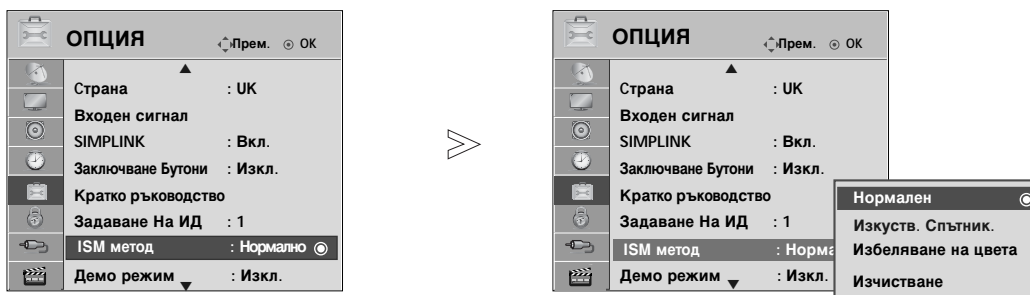 ОПЦИЯ Прем. OK
Страна : UK
Входен сигнал
SIMPLINK : Вкл.
Заключване Бутони : Изкл.
Кратко ръководство
Задаване На ИД : 1
ISM метод : Нормално
Демо режим : Изкл.
ОПЦИЯ Прем. OK
Страна : UK
Входен сигнал
SIMPLINK : Вкл.
Заключване Бутони : Изкл.
Кратко ръководство
Задаване На ИД : 1
ISM метод : Норма
Демо режим : Изкл.
Нормален
Изкуств. Спътник.
Избеляване на цвета
Изчистване